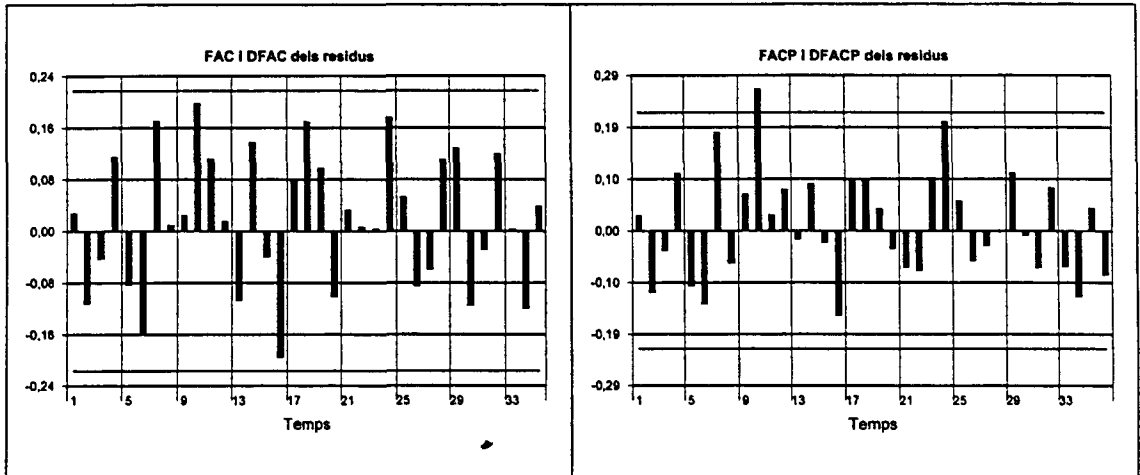 FAC i DFAC dels residus
0,24
0,16
0,08
0,00
-0,08
-0,16
-0,24
1 5 9 13 17 21 25 29 33
Temps
FACP i DFACP dels residus
0,29
0,19
0,10
0,00
-0,10
-0,19
-0,29
1 5 9 13 17 21 25 29 33
Temps